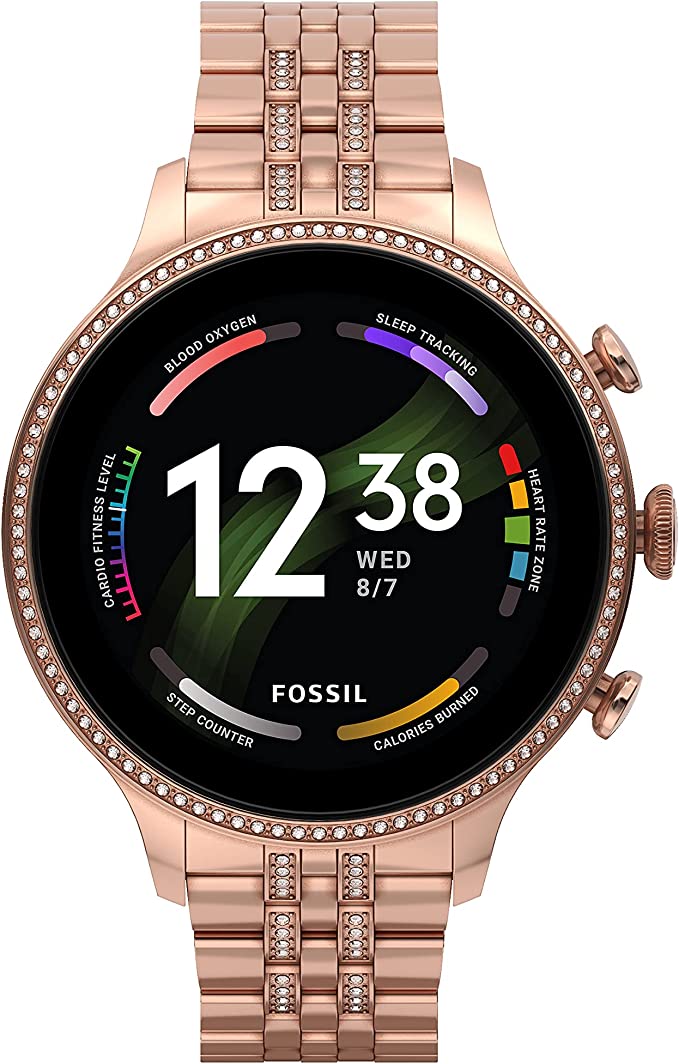 BLOOD OXYGEN
SLEEP TRACKING
CARDIO FITNESS LEVEL
12 38
WED
8/7
HEART RATE ZONE
FOSSIL
STEP COUNTER
CALORIES BURNED